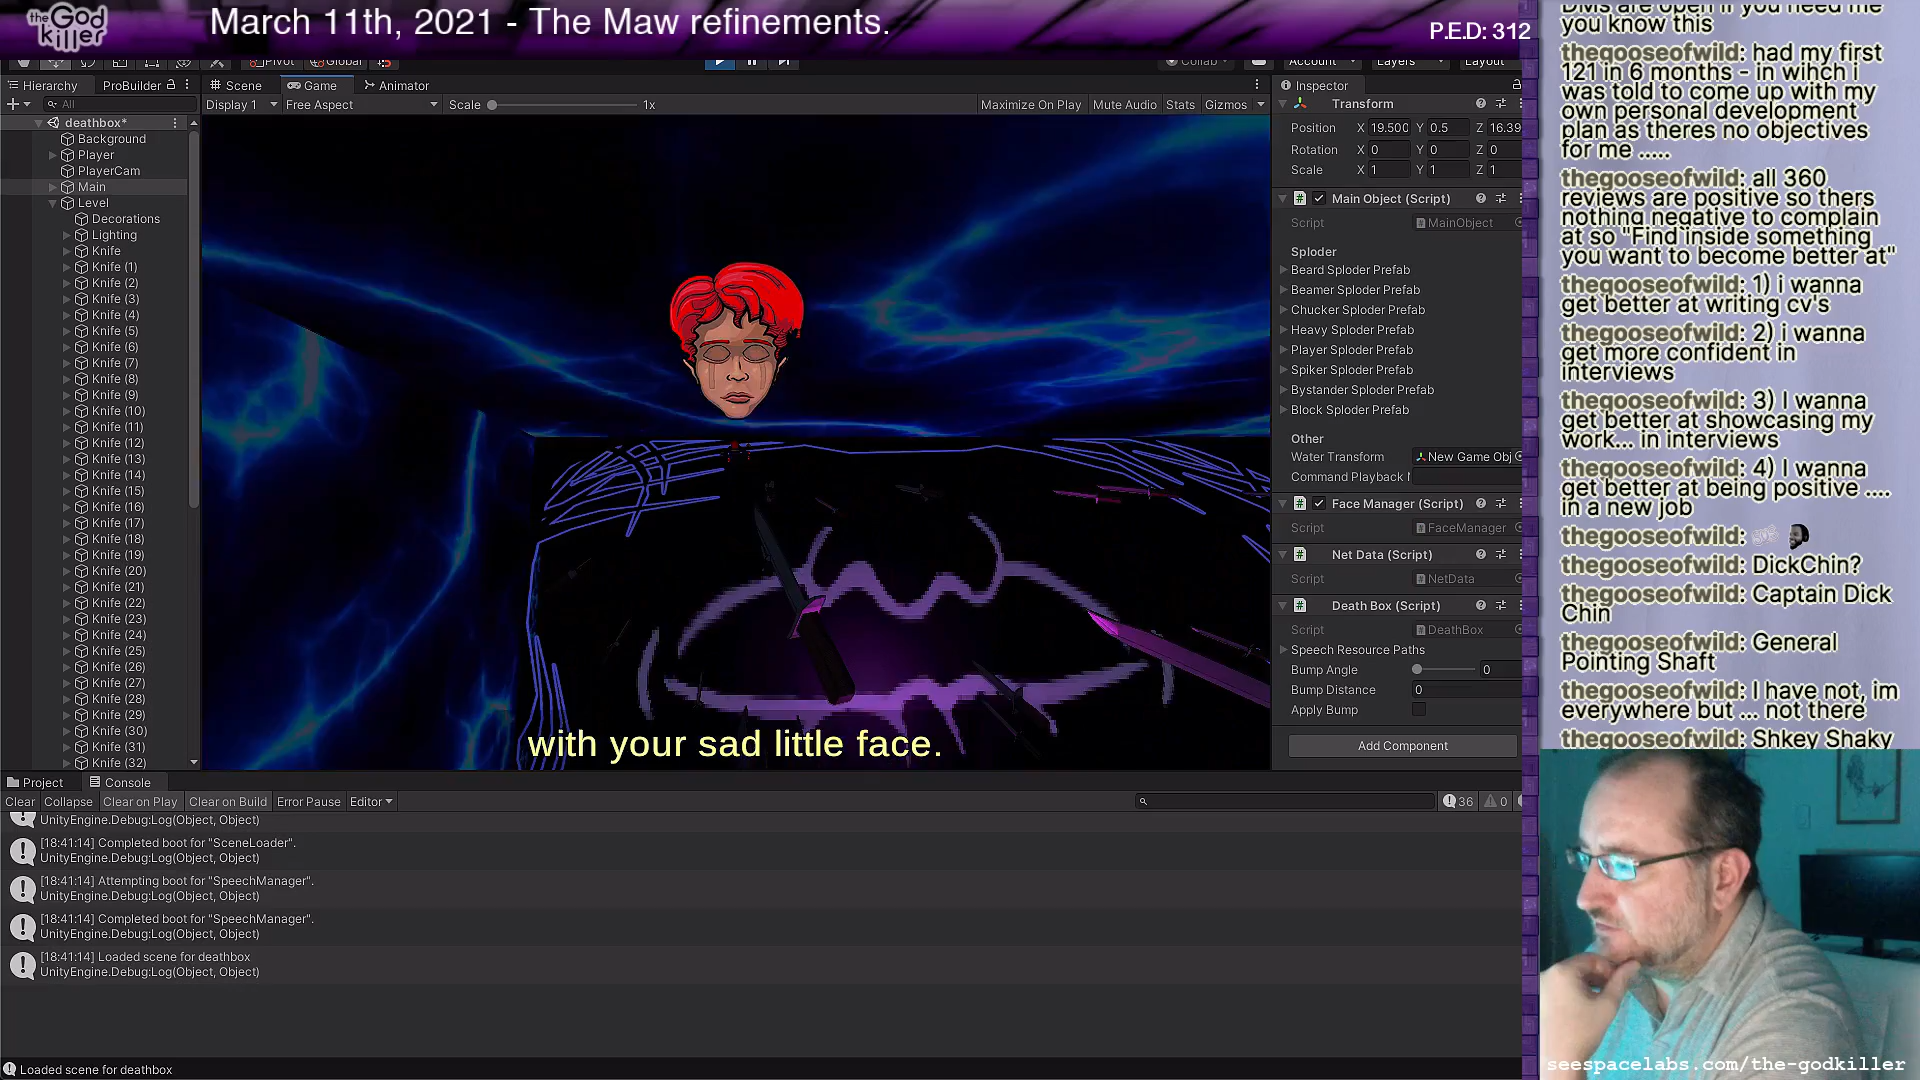 the God killer
March 11th, 2021 - The Maw refinements.
P.E.D: 312
Pivot Global Collab Account Layers Layout
Hierarchy ProBuilder
Scene Game Animator
Inspector
All
Display 1 Free Aspect Scale 1x Maximize On Play Mute Audio Stats Gizmos
deathbox*
Background
Player
PlayerCam
Main
Level
Decorations
Lighting
Knife
Knife (1)
Knife (2)
Knife (3)
Knife (4)
Knife (5)
Knife (6)
Knife (7)
Knife (8)
Knife (9)
Knife (10)
Knife (11)
Knife (12)
Knife (13)
Knife (14)
Knife (15)
Knife (16)
Knife (17)
Knife (18)
Knife (19)
Knife (20)
Knife (21)
Knife (22)
Knife (23)
Knife (24)
Knife (25)
Knife (26)
Knife (27)
Knife (28)
Knife (29)
Knife (30)
Knife (31)
Knife (32)
with your sad little face.
Transform
Position X 19.500 Y 0.5 Z 16.39
Rotation X 0 Y 0 Z 0
Scale X 1 Y 1 Z 1
Main Object (Script)
Script MainObject
Sploder
Beard Sploder Prefab
Beamer Sploder Prefab
Chucker Sploder Prefab
Heavy Sploder Prefab
Player Sploder Prefab
Spiker Sploder Prefab
Bystander Sploder Prefab
Block Sploder Prefab
Other
Water Transform New Game Obj
Command Playback
Face Manager (Script)
Script FaceManager
Net Data (Script)
Script NetData
Death Box (Script)
Script DeathBox
Speech Resource Paths
Bump Angle 0
Bump Distance 0
Apply Bump
Add Component
Project Console
Clear Collapse Clear on Play Clear on Build Error Pause Editor
36 0
UnityEngine.Debug:Log(Object, Object)
[18:41:14] Completed boot for "SceneLoader".
UnityEngine.Debug:Log(Object, Object)
[18:41:14] Attempting boot for "SpeechManager".
UnityEngine.Debug:Log(Object, Object)
[18:41:14] Completed boot for "SpeechManager".
UnityEngine.Debug:Log(Object, Object)
[18:41:14] Loaded scene for deathbox
UnityEngine.Debug:Log(Object, Object)
Loaded scene for deathbox
DMs are open if you need me
you know this
thegooseofwild: had my first
121 in 6 months - in wihch i
was told to come up with my
own personal development
plan as theres no objectives
for me .....
thegooseofwild: all 360
reviews are positive so thers
nothing negative to complain
at so "Find inside something
you want to become better at"
thegooseofwild: 1) i wanna
get better at writing cv's
thegooseofwild: 2) i wanna
get more confident in
interviews
thegooseofwild: 3) I wanna
get better at showcasing my
work... in interviews
thegooseofwild: 4) I wanna
get better at being positive ....
in a new job
thegooseofwild:
thegooseofwild: DickChin?
thegooseofwild: Captain Dick
Chin
thegooseofwild: General
Pointing Shaft
thegooseofwild: I have not, im
everywhere but ... not there
thegooseofwild: Shkey Shaky
seespacelabs.com/the-godkiller